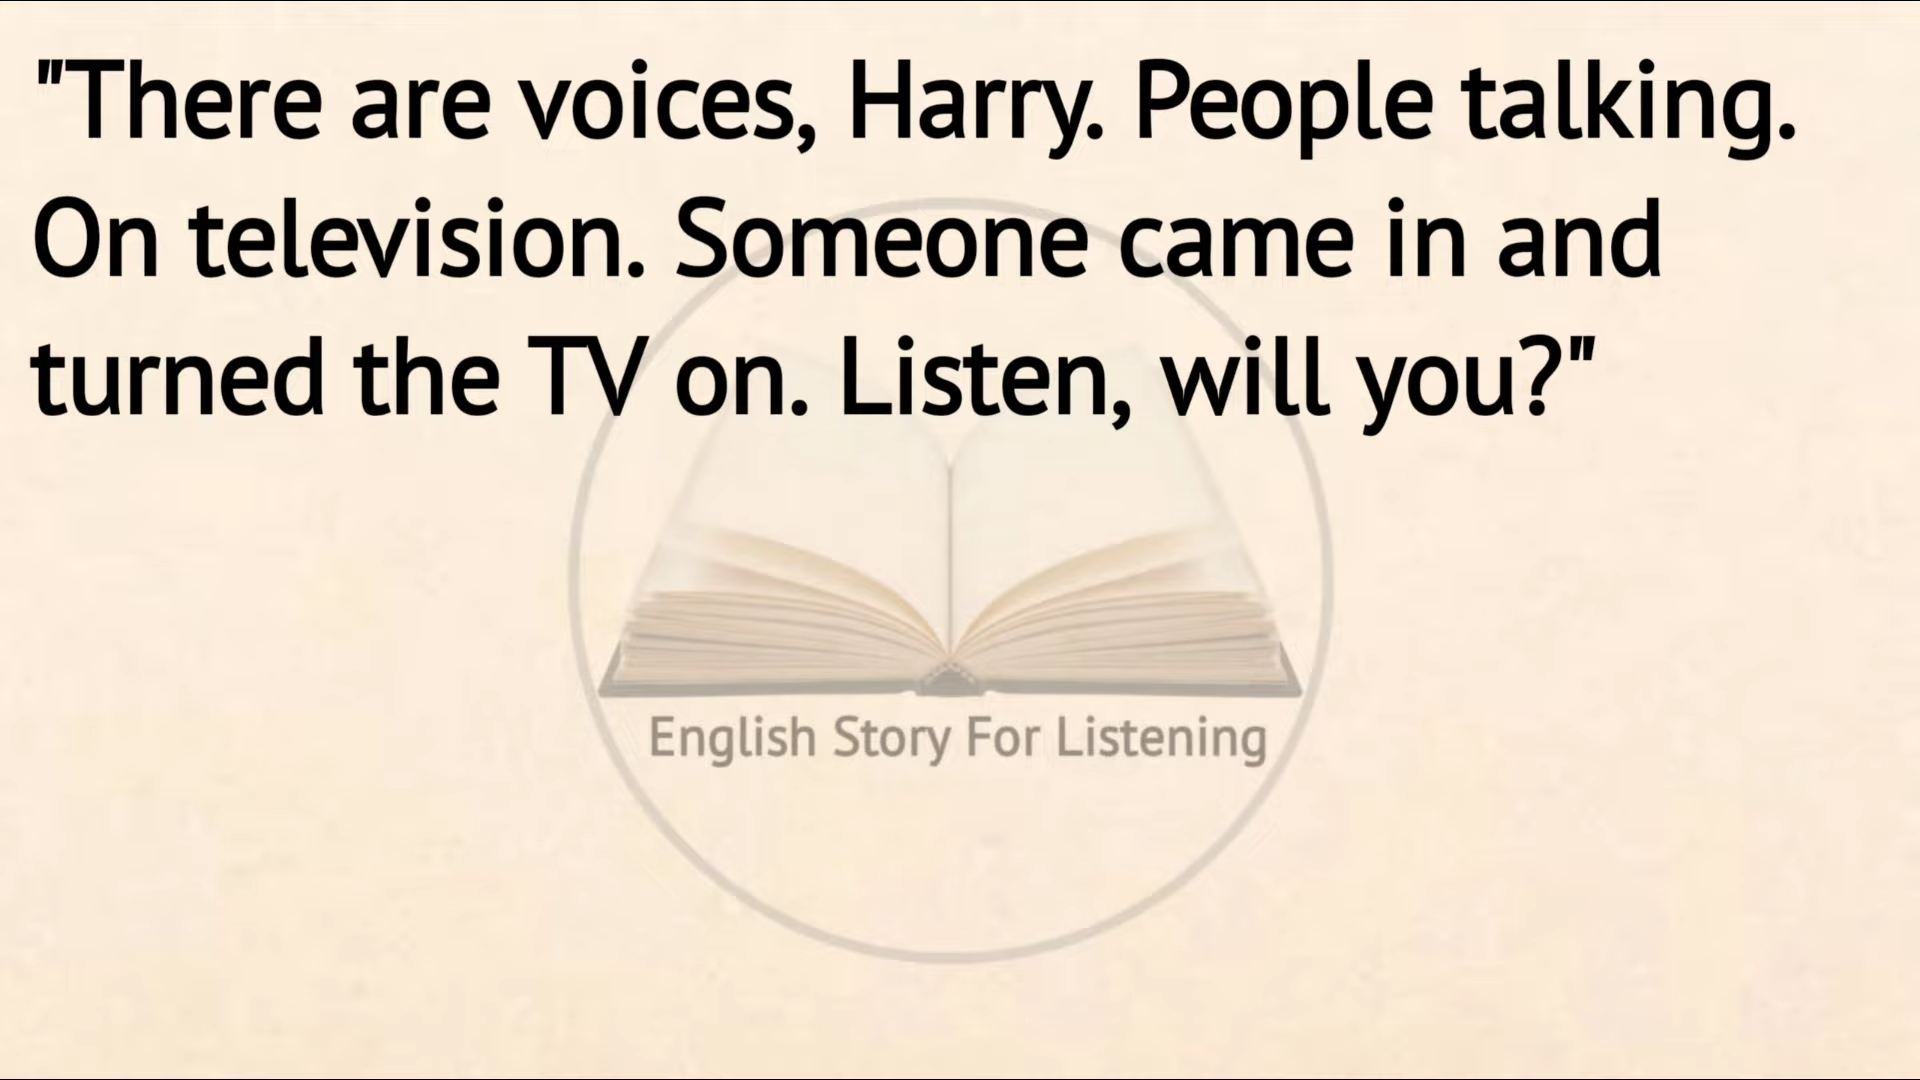 "There are voices, Harry. People talking.
On television. Someone came in and
turned the TV on. Listen, will you?"
English Story For Listening